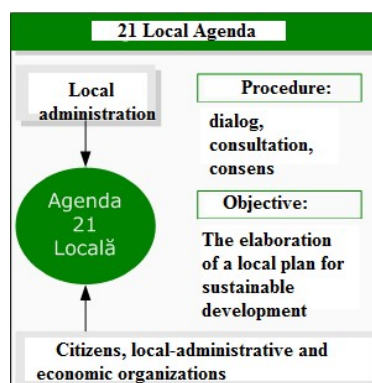 21 Local Agenda
Local
administration
Agenda
21
Locală
Procedure:
dialog,
consultation,
consens
Objective:
The elaboration
of a local plan for
sustainable
development
Citizens, local-administrative and
economic organizations